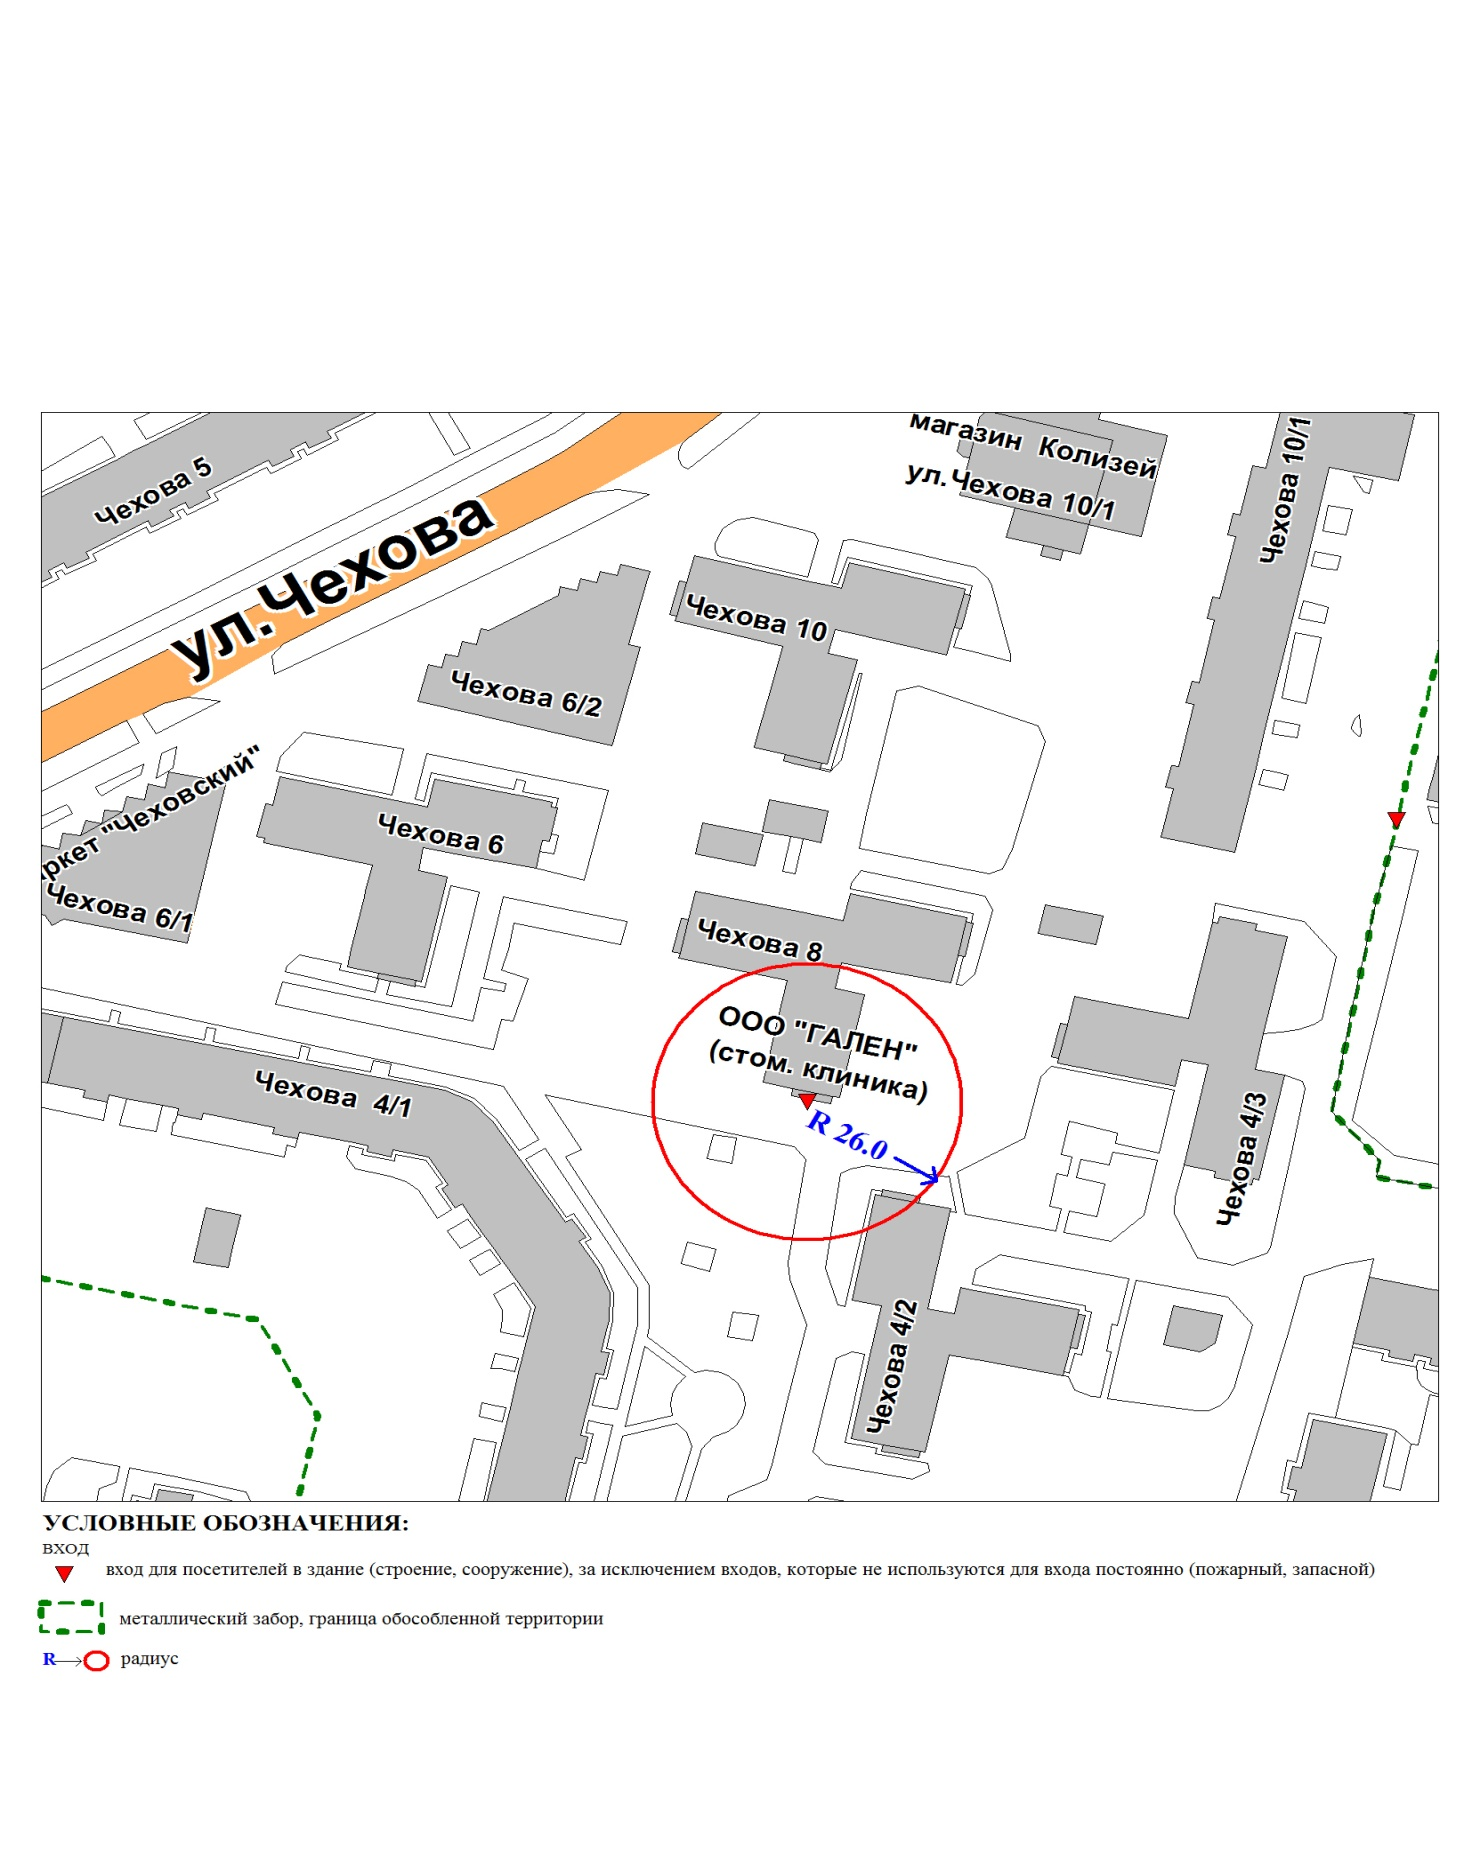 магазин Колизей
ул.Чехова 10/1
Чехова 10/1
Чехова 5
ул.Чехова
Чехова 10
Чехова 6/2
ркет "Чеховский"
Чехова 6
Чехова 6/1
Чехова 8
ООО "ГАЛЕН"
(стом. клиника)
R 26.0
Чехова 4/1
Чехова 4/3
Чехова 4/2
УСЛОВНЫЕ ОБОЗНАЧЕНИЯ:
ВХОД
вход для посетителей в здание (строение, сооружение), за исключением входов, которые не используются для входа постоянно (пожарный, запасной)
металлический забор, граница обособленной территории
R радиус